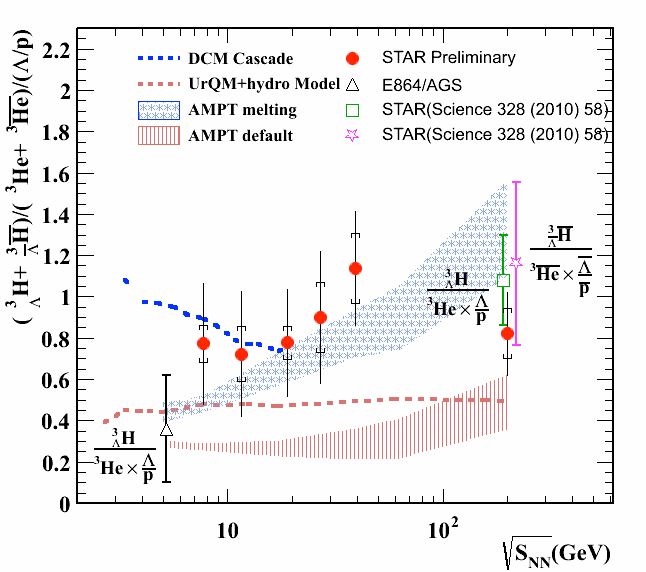 (³ΛH + ³Λ̅H̅)/(³He + ³H̅e̅)/(Λ/p)
2.2
2
1.8
1.6
1.4
1.2
1
0.8
0.6
0.4
0.2
0
DCM Cascade
UrQM+hydro Model
AMPT melting
AMPT default
STAR Preliminary
E864/AGS
STAR(Science 328 (2010) 58)
STAR(Science 328 (2010) 58)
³Λ̅H̅
³H̅e̅ × Λ̅/p̅
³ΛH
³He × Λ/p
³ΛH
³He × Λ/p
10
10²
√S_NN(GeV)